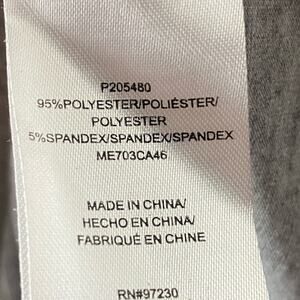 P205480
95%POLYESTER/POLIÉSTER/
POLYESTER
5%SPANDEX/SPANDEX/SPANDEX
ME703CA46
MADE IN CHINA/
HECHO EN CHINA/
FABRIQUÉ EN CHINE
RN#97230